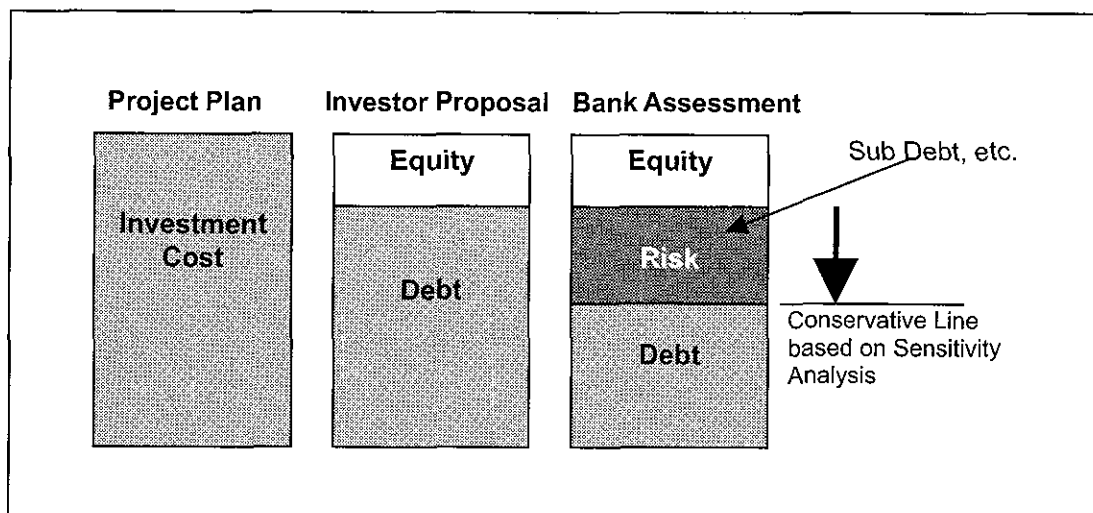 Project Plan
Investor Proposal
Bank Assessment
Investment
Cost
Equity
Debt
Equity
Risk
Debt
Sub Debt, etc.
Conservative Line
based on Sensitivity
Analysis